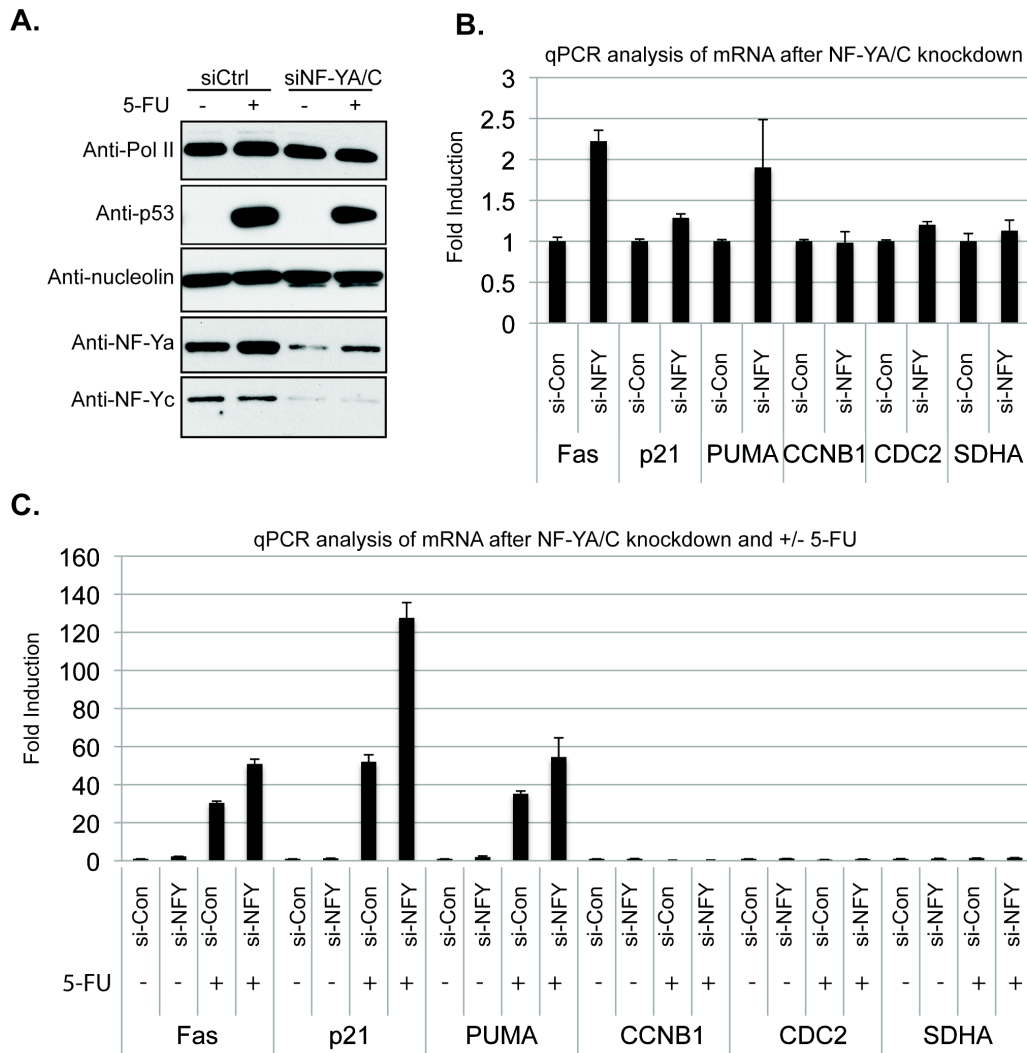 A.
siCtrl siNF-YA/C
5-FU - + - +
Anti-Pol II
Anti-p53
Anti-nucleolin
Anti-NF-Ya
Anti-NF-Yc
B.
qPCR analysis of mRNA after NF-YA/C knockdown
Fold Induction
3
2.5
2
1.5
1
0.5
0
si-Con si-NFY si-Con si-NFY si-Con si-NFY si-Con si-NFY si-Con si-NFY si-Con si-NFY
Fas p21 PUMA CCNB1 CDC2 SDHA
C.
qPCR analysis of mRNA after NF-YA/C knockdown and +/- 5-FU
Fold Induction
160
140
120
100
80
60
40
20
0
si-Con si-NFY si-Con si-NFY si-Con si-NFY si-Con si-NFY si-Con si-NFY si-Con si-NFY si-Con si-NFY si-Con si-NFY si-Con si-NFY si-Con si-NFY si-Con si-NFY si-Con si-NFY
5-FU - - + + - - + + - - + + - - + + - - + + - - + +
Fas p21 PUMA CCNB1 CDC2 SDHA